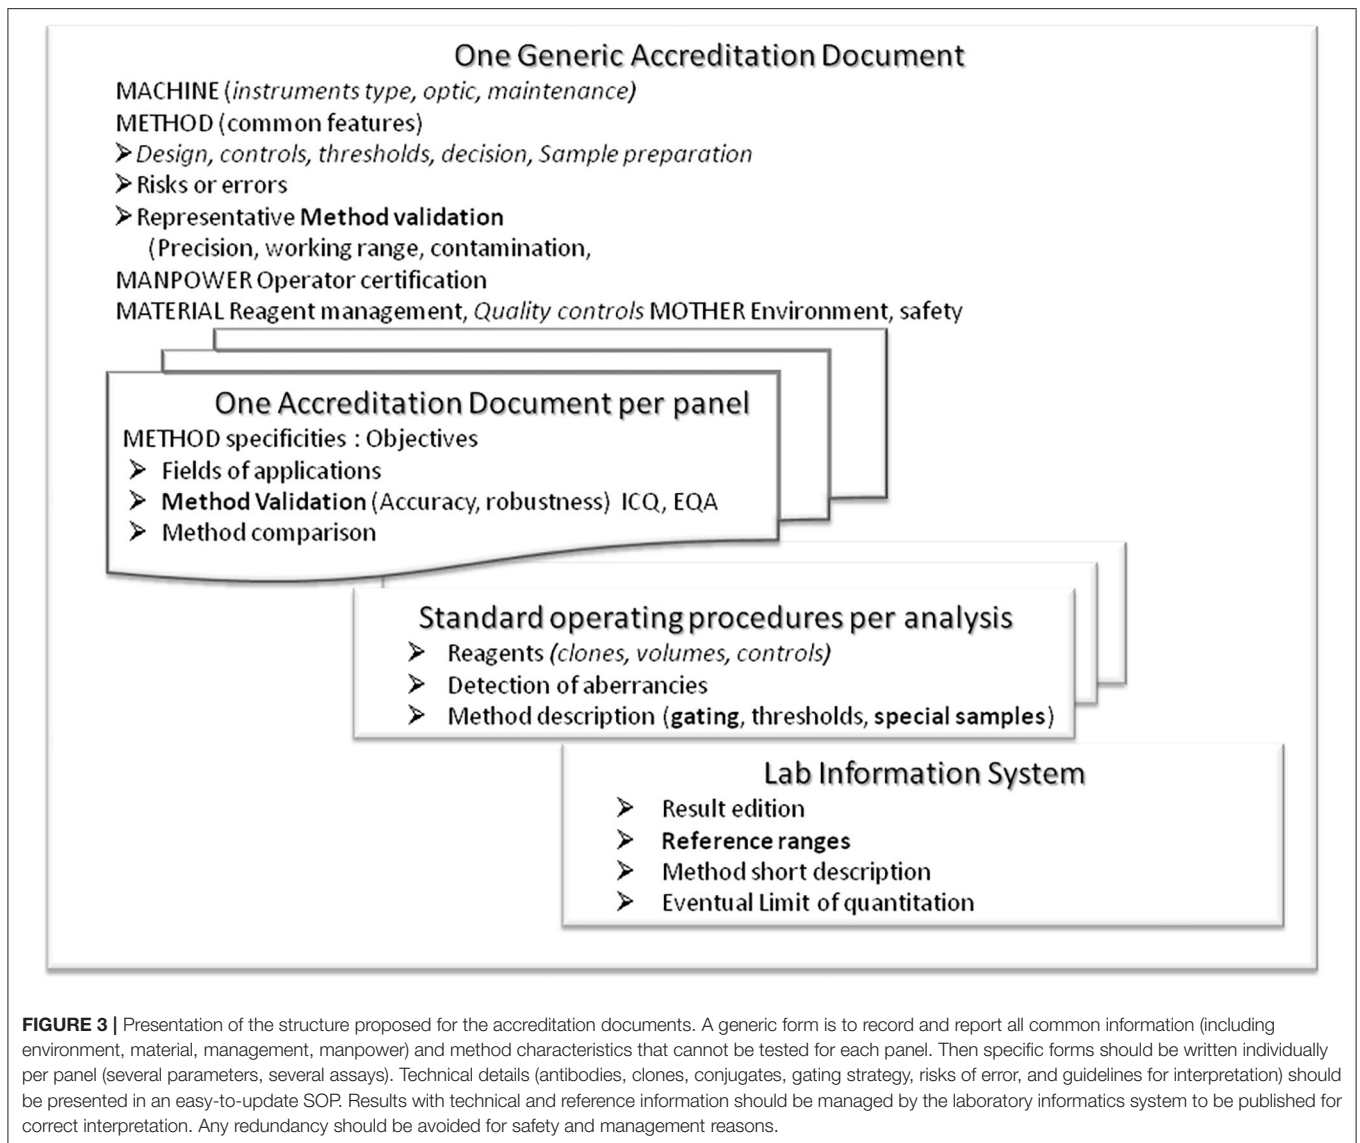 One Generic Accreditation Document
MACHINE (instruments type, optic, maintenance)
METHOD (common features)
➤Design, controls, thresholds, decision, Sample preparation
➤Risks or errors
➤Representative Method validation
(Precision, working range, contamination,
MANPOWER Operator certification
MATERIAL Reagent management, Quality controls MOTHER Environment, safety
One Accreditation Document per panel
METHOD specificities : Objectives
➤ Fields of applications
➤ Method Validation (Accuracy, robustness) ICQ, EQA
➤ Method comparison
Standard operating procedures per analysis
➤ Reagents (clones, volumes, controls)
➤ Detection of aberrancies
➤ Method description (gating, thresholds, special samples)
Lab Information System
➤ Result edition
➤ Reference ranges
➤ Method short description
➤ Eventual Limit of quantitation
FIGURE 3 | Presentation of the structure proposed for the accreditation documents. A generic form is to record and report all common information (including
environment, material, management, manpower) and method characteristics that cannot be tested for each panel. Then specific forms should be written individually
per panel (several parameters, several assays). Technical details (antibodies, clones, conjugates, gating strategy, risks of error, and guidelines for interpretation) should
be presented in an easy-to-update SOP. Results with technical and reference information should be managed by the laboratory informatics system to be published for
correct interpretation. Any redundancy should be avoided for safety and management reasons.